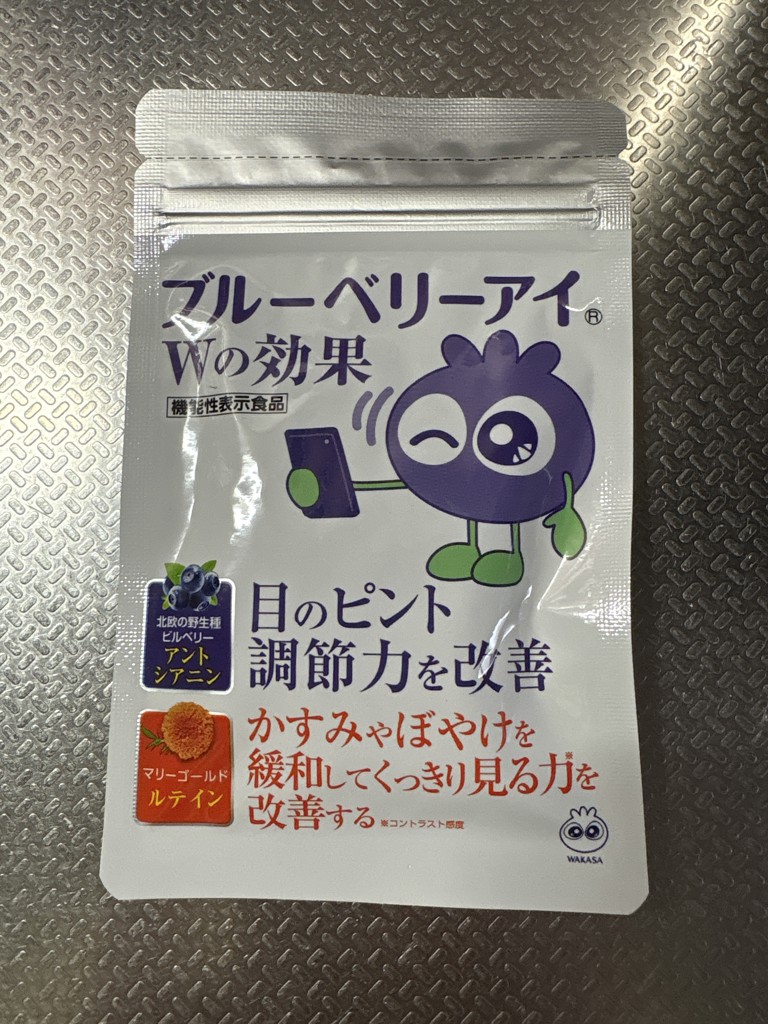 ブルーベリーアイ®
Wの効果
機能性表示食品
北欧の野生種
ビルベリー
アント
シアニン
目のピント
調節力を改善
マリーゴールド
ルテイン
かすみやぼやけを
緩和してくっきり見る力※を
改善する ※コントラスト感度
WAKASA